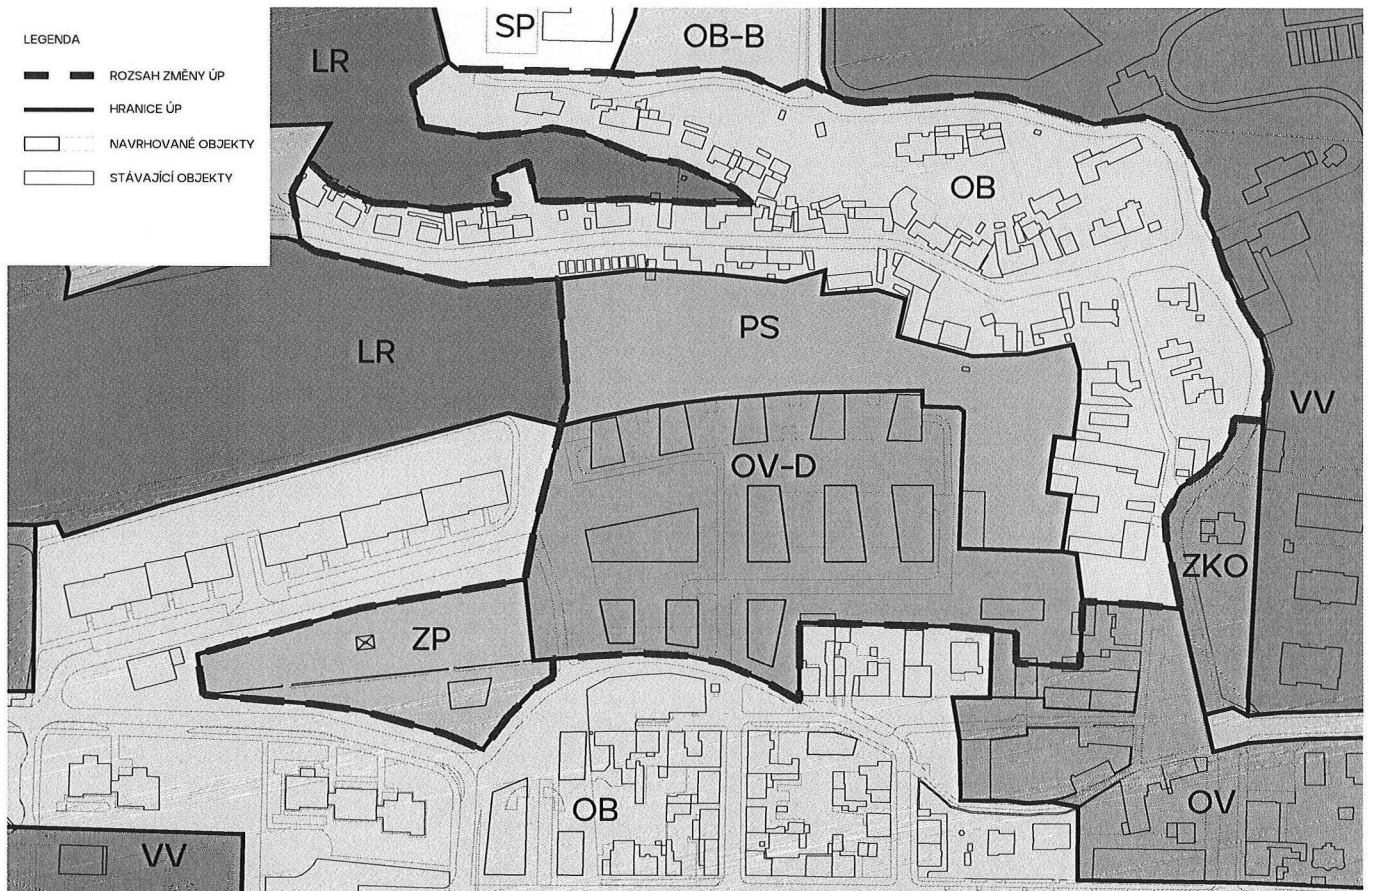 LEGENDA
ROZSAH ZMĚNY ÚP
HRANICE ÚP
NAVRHOVANÉ OBJEKTY
STÁVAJÍCÍ OBJEKTY
SP
OB-B
LR
OB
PS
LR
VV
OV-D
ZKO
ZP
OB
OV
VV